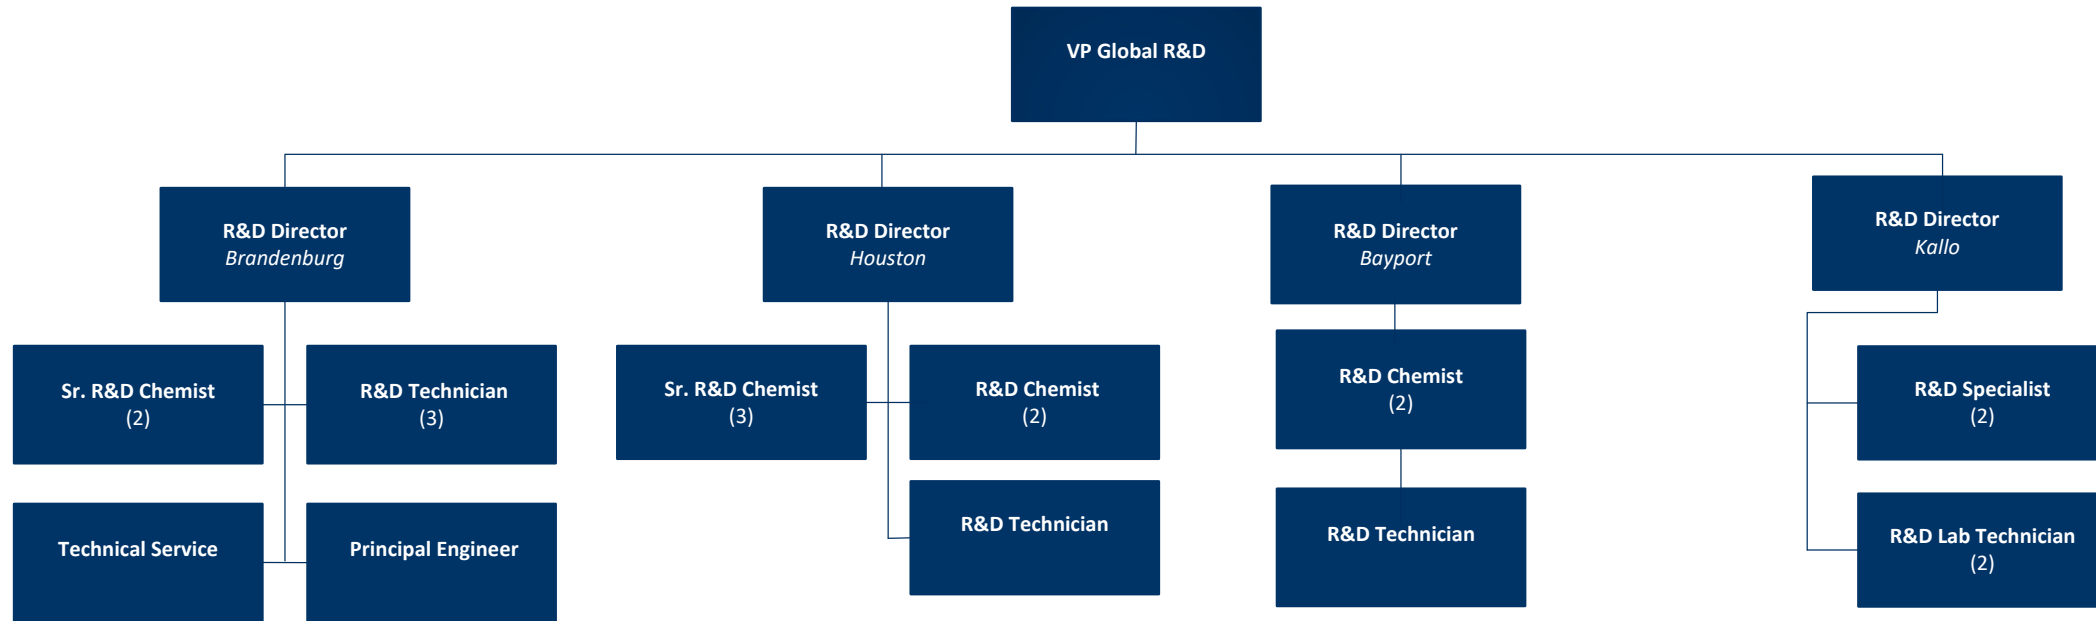 VP Global R&D
R&D Director
Brandenburg
R&D Director
Houston
R&D Director
Bayport
R&D Director
Kallo
Sr. R&D Chemist
(2)
R&D Technician
(3)
Sr. R&D Chemist
(3)
R&D Chemist
(2)
R&D Chemist
(2)
R&D Specialist
(2)
Technical Service
Principal Engineer
R&D Technician
R&D Technician
R&D Lab Technician
(2)